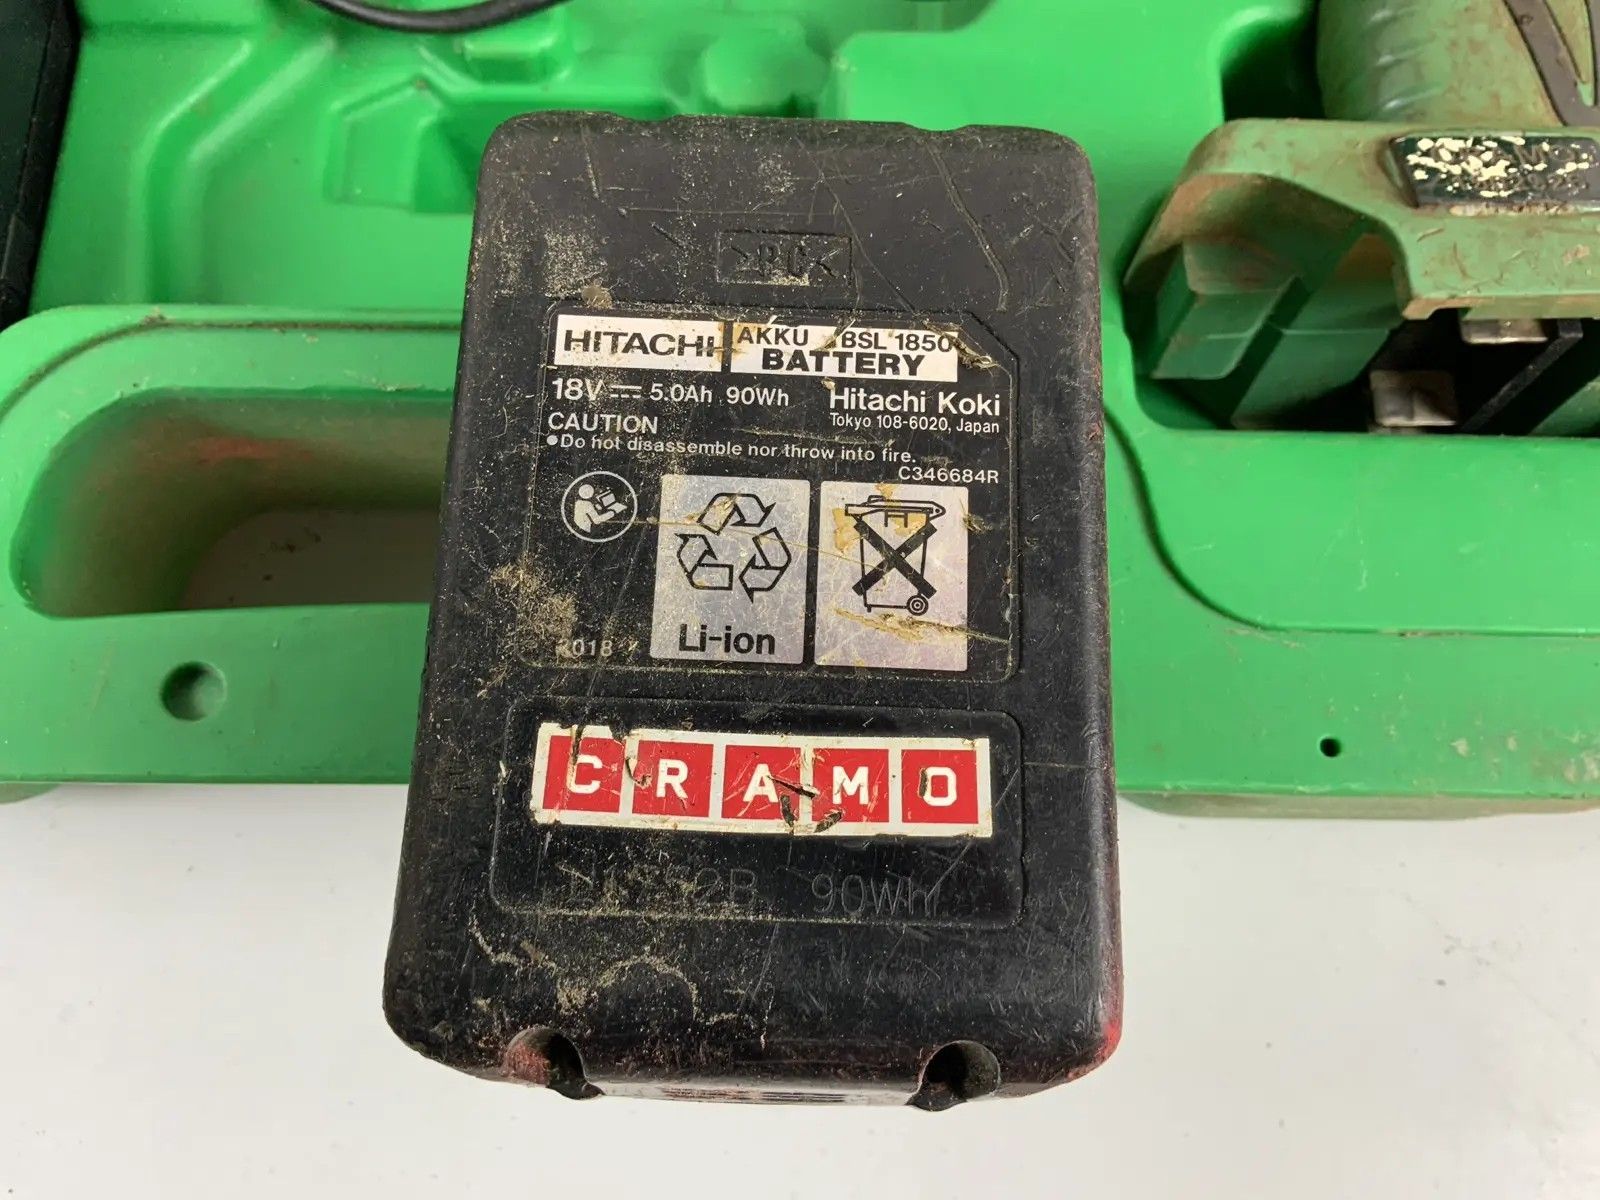 >PC<
HITACHI
AKKU BSL 1850
BATTERY
18V 5.0Ah 90Wh Hitachi Koki
Tokyo 108-6020, Japan
CAUTION
●Do not disassemble nor throw into fire.
C346684R
Li-ion
2018
CRAMO
90Wh